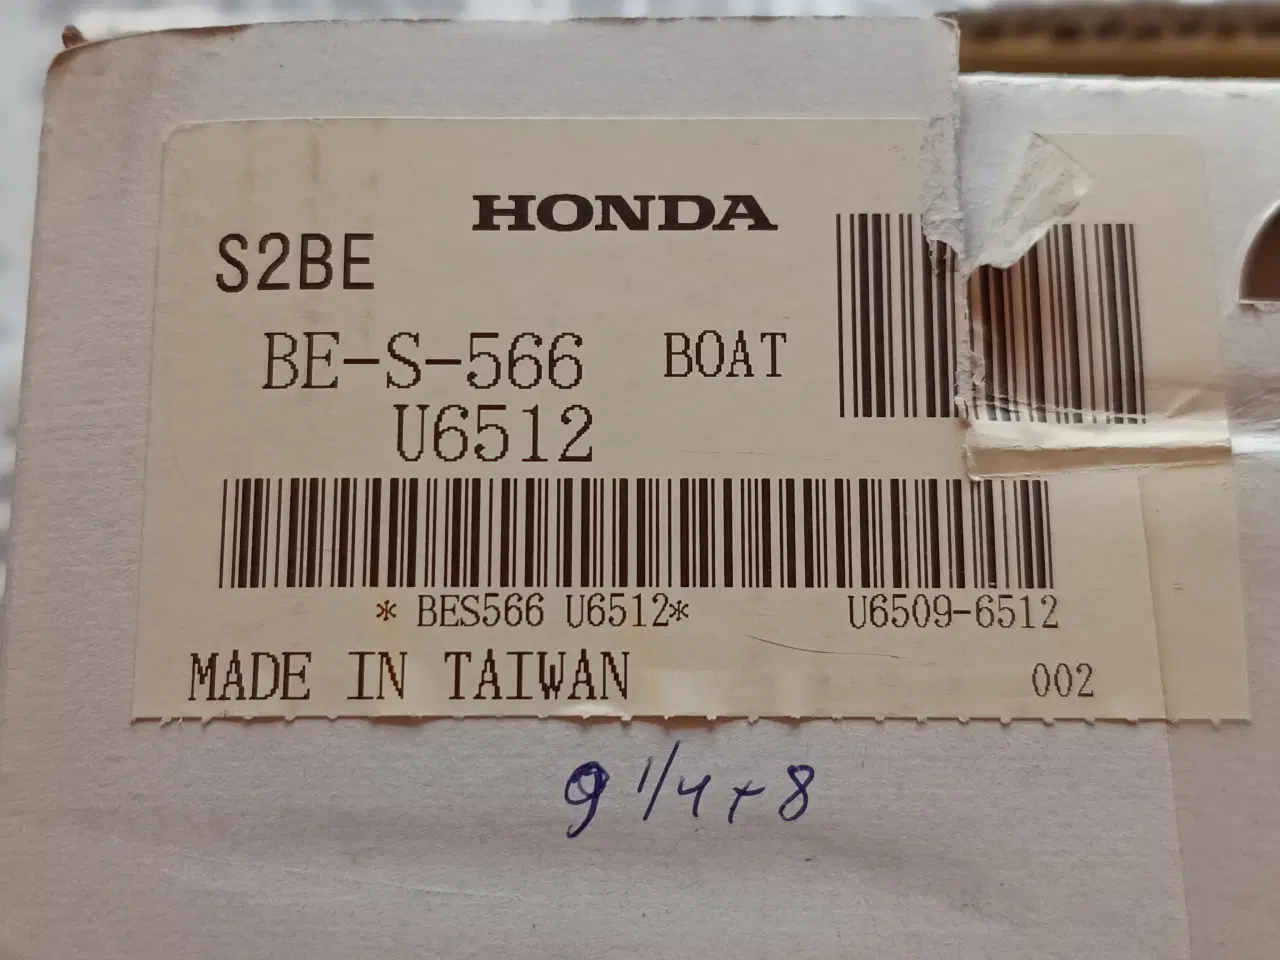 HONDA
S2BE
BE-S-566 BOAT
U6512
* BES566 U6512* U6509-6512
MADE IN TAIWAN 002
9 1/4 + 8